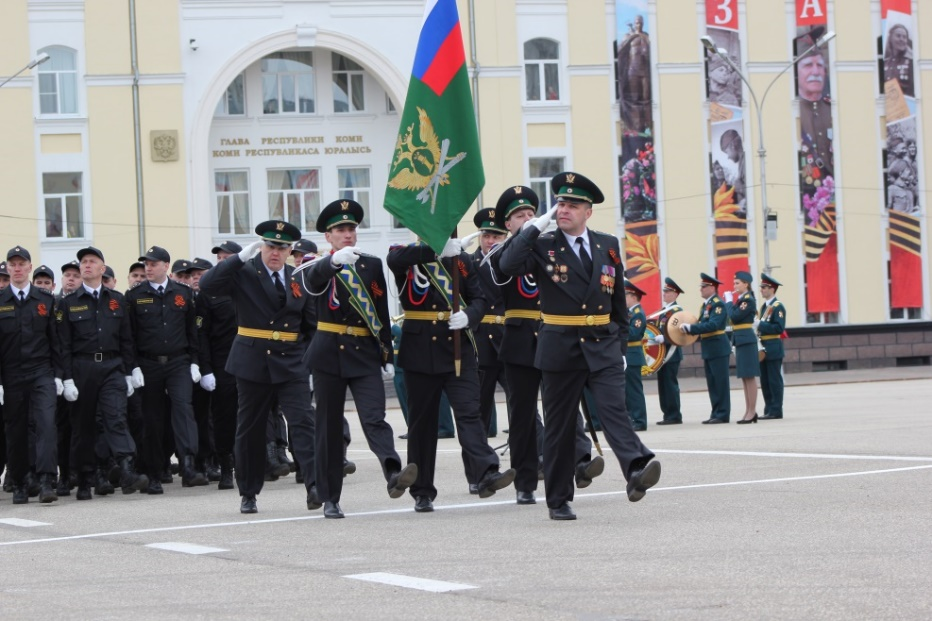 ГЛАВА РЕСПУБЛИКИ КОМИ
КОМИ РЕСПУБЛИКАСА ЮРАЛЫСЬ
З
А